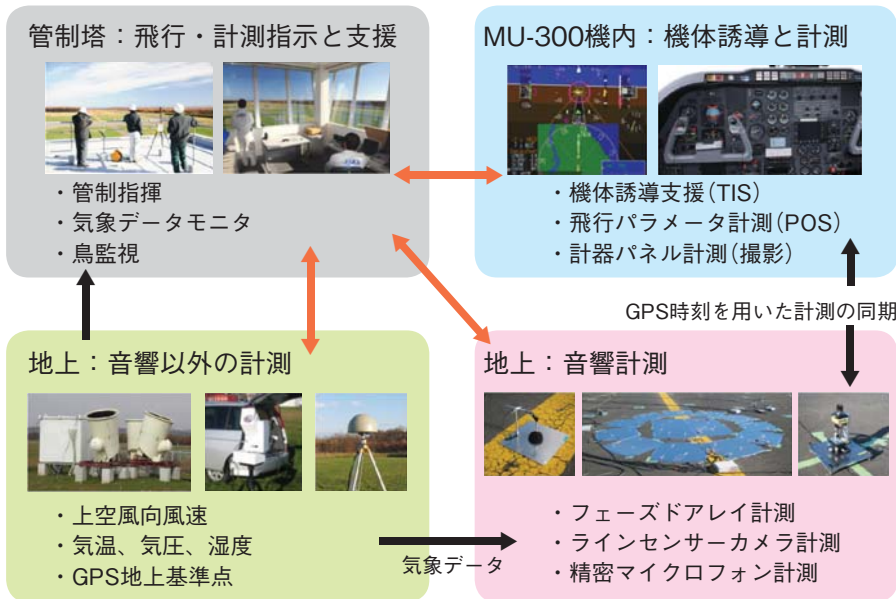 管制塔：飛行・計測指示と支援
・管制指揮
・気象データモニタ
・鳥監視
MU-300機内：機体誘導と計測
・機体誘導支援(TIS)
・飛行パラメータ計測(POS)
・計器パネル計測(撮影)
GPS時刻を用いた計測の同期
地上：音響以外の計測
・上空風向風速
・気温、気圧、湿度
・GPS地上基準点
気象データ
地上：音響計測
・フェーズドアレイ計測
・ラインセンサーカメラ計測
・精密マイクロフォン計測